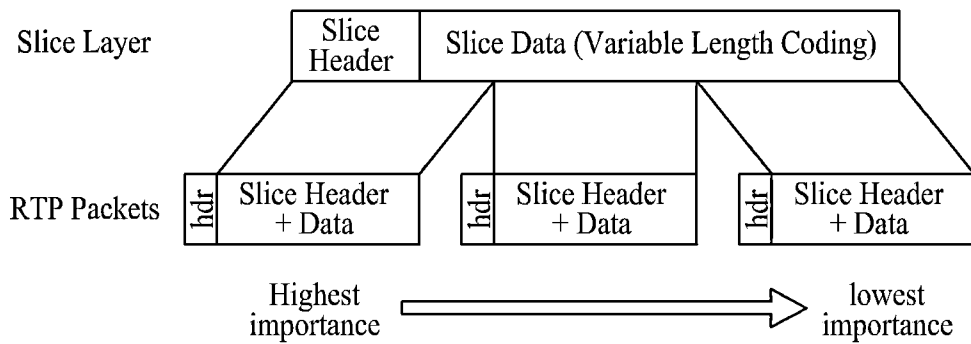 Slice Layer
Slice
Header
Slice Data (Variable Length Coding)
RTP Packets
hdr
Slice Header
+ Data
hdr
Slice Header
+ Data
hdr
Slice Header
+ Data
Highest
importance
lowest
importance